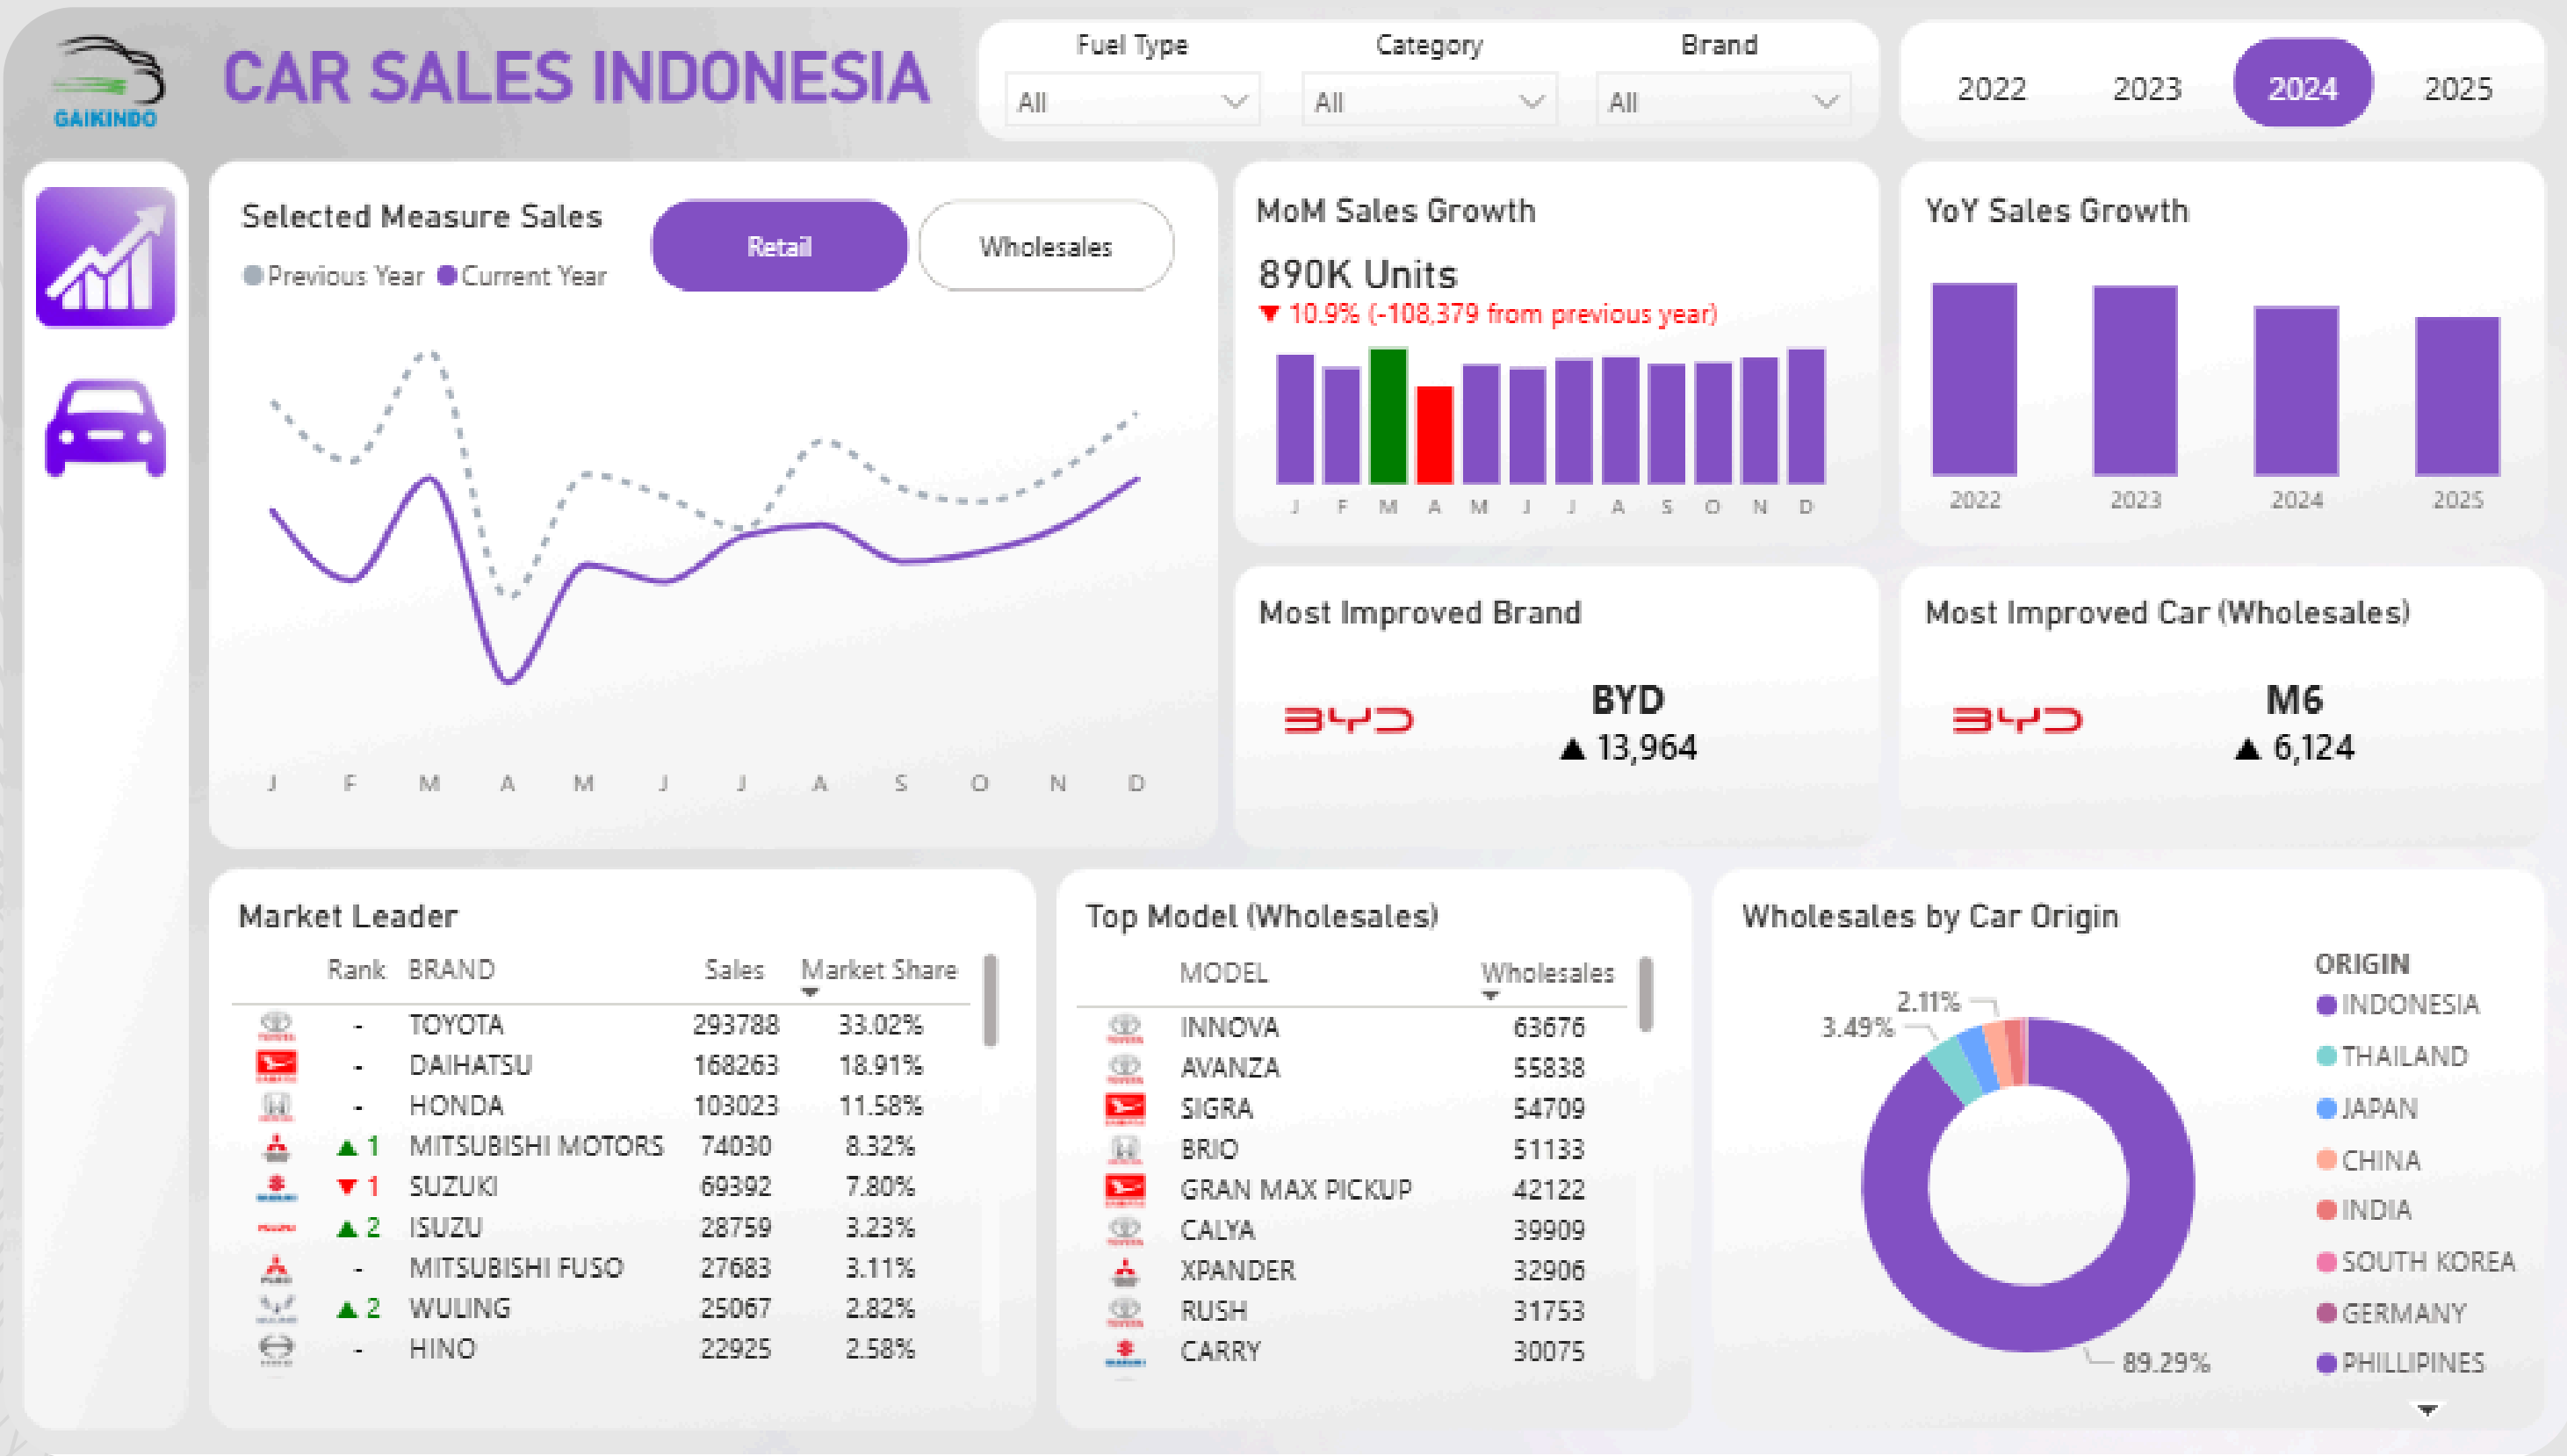 GAIKINDO
CAR SALES INDONESIA
Fuel Type
All
Category
All
Brand
All
2022 2023 2024 2025
Selected Measure Sales
Previous Year Current Year
Retail
Wholesales
J F M A M J J A S O N D
MoM Sales Growth
890K Units
▼ 10.9% (-108,379 from previous year)
J F M A M J J A S O N D
YoY Sales Growth
2022 2023 2024 2025
Most Improved Brand
BYD
BYD
▲ 13,964
Most Improved Car (Wholesales)
BYD
M6
▲ 6,124
Market Leader
Rank BRAND Sales Market Share
- TOYOTA 293788 33.02%
- DAIHATSU 168263 18.91%
- HONDA 103023 11.58%
▲ 1 MITSUBISHI MOTORS 74030 8.32%
▼ 1 SUZUKI 69392 7.80%
▲ 2 ISUZU 28759 3.23%
- MITSUBISHI FUSO 27683 3.11%
▲ 2 WULING 25067 2.82%
- HINO 22925 2.58%
Top Model (Wholesales)
MODEL Wholesales
INNOVA 63676
AVANZA 55838
SIGRA 54709
BRIO 51133
GRAN MAX PICKUP 42122
CALYA 39909
XPANDER 32906
RUSH 31753
CARRY 30075
Wholesales by Car Origin
2.11%
3.49%
89.29%
ORIGIN
INDONESIA
THAILAND
JAPAN
CHINA
INDIA
SOUTH KOREA
GERMANY
PHILLIPINES